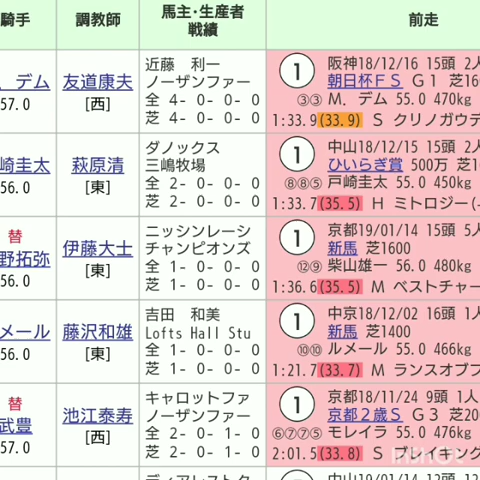 騎手 調教師 馬主・生産者 戦績 前走
．デム 57.0
友道康夫
[西]
近藤 利一
ノーザンファー
全 4- 0- 0- 0
芝 4- 0- 0- 0
1 阪神18/12/16 15頭 2人
朝日杯ＦＳ Ｇ１ 芝160
③③ Ｍ．デム 55.0 470kg
1:33.9(33.9) Ｓ クリノガウデ
崎圭太
56.0
萩原清
[東]
ダノックス
三嶋牧場
全 2- 0- 0- 0
芝 2- 0- 0- 0
1 中山18/12/15 15頭 2人
ひいらぎ賞 500万 芝16
⑧⑧⑤ 戸崎圭太 55.0 450kg
1:33.7(35.5) Ｈ ミトロジー(-
替
野拓弥
56.0
伊藤大士
[東]
ニッシンレーシ
チャンピオンズ
全 1- 0- 0- 0
芝 1- 0- 0- 0
1 京都19/01/14 15頭 5人
新馬 芝1600
⑫⑨ 柴山雄一 56.0 480kg
1:36.6(35.5) Ｍ ベストチャー
メール
56.0
藤沢和雄
[東]
吉田 和美
Lofts Hall Stu
全 1- 0- 0- 0
芝 1- 0- 0- 0
1 中京18/12/02 16頭 1人
新馬 芝1400
⑩⑩ ルメール 55.0 466kg
1:21.7(33.7) Ｍ ランスオブプ
替
武豊
57.0
池江泰寿
[西]
キャロットファ
ノーザンファー
全 2- 0- 1- 0
芝 2- 0- 1- 0
1 京都18/11/24 9頭 1人
京都２歳Ｓ Ｇ３ 芝200
⑥⑦⑦⑤ モレイラ 55.0 476kg
2:01.5(33.8) Ｓ ブレイキング